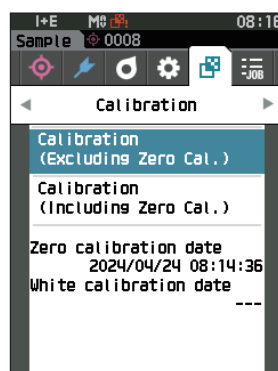 I+E M 08:18
Sample 0008
JOB
Calibration
Calibration
(Excluding Zero Cal.)
Calibration
(Including Zero Cal.)
Zero calibration date
2024/04/24 08:14:36
White calibration date
---